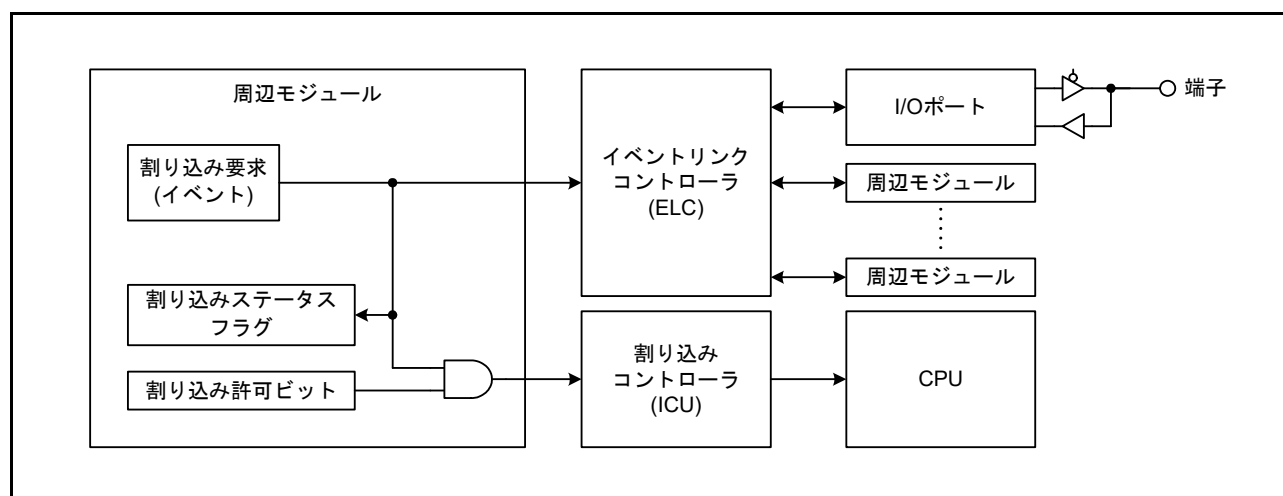 周辺モジュール
割り込み要求
(イベント)
割り込みステータス
フラグ
割り込み許可ビット
イベントリンク
コントローラ
(ELC)
割り込み
コントローラ
(ICU)
I/Oポート
端子
周辺モジュール
周辺モジュール
CPU